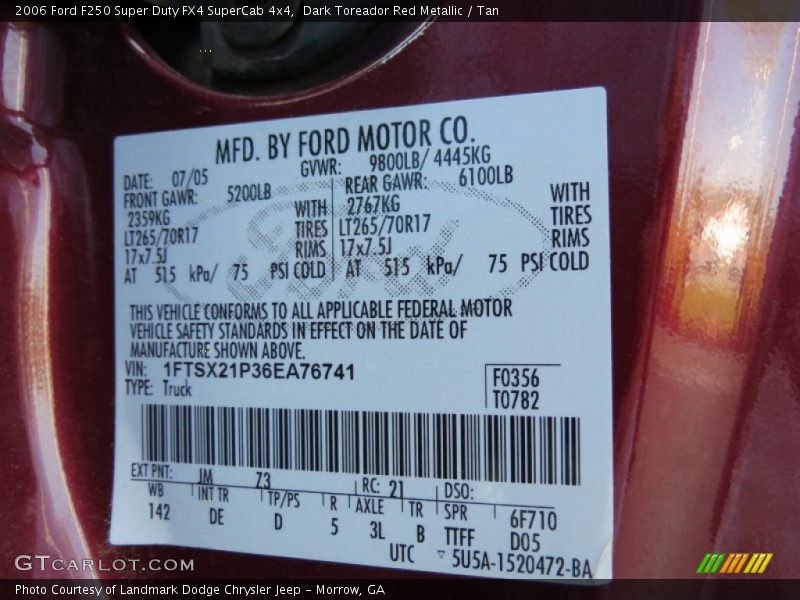 2006 Ford F250 Super Duty FX4 SuperCab 4x4, Dark Toreador Red Metallic / Tan
MFD. BY FORD MOTOR CO.
DATE: 07/05 GVWR: 9800LB/ 4445KG
FRONT GAWR: 5200LB REAR GAWR: 6100LB
2359KG WITH 2767KG WITH
LT265/70R17 TIRES LT265/70R17 TIRES
17x7.5J RIMS 17x7.5J RIMS
AT 515 kPa/ 75 PSI COLD AT 515 kPa/ 75 PSI COLD
Ford
THIS VEHICLE CONFORMS TO ALL APPLICABLE FEDERAL MOTOR
VEHICLE SAFETY STANDARDS IN EFFECT ON THE DATE OF
MANUFACTURE SHOWN ABOVE.
VIN: 1FTSX21P36EA76741 F0356
TYPE: Truck T0782
EXT PNT: JM Z3 RC: 21 DSO:
WB INT TR TP/PS R AXLE TR SPR 6F710
142 DE D 5 3L B TTFF D05
UTC ▽ 5U5A-1520472-BA
GTCARLOT.COM
Photo Courtesy of Landmark Dodge Chrysler Jeep – Morrow, GA